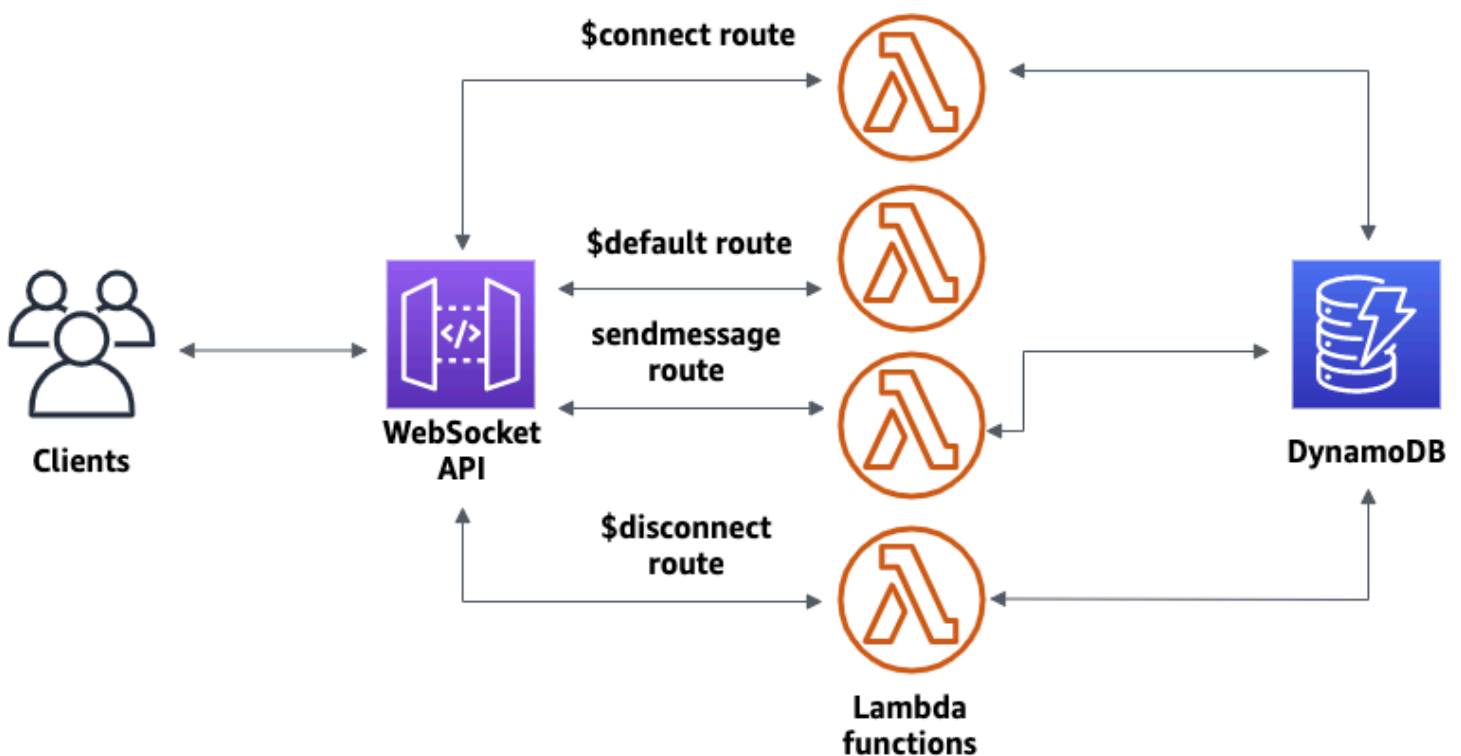 $connect route
$default route
sendmessage
route
</>
WebSocket
API
Clients
DynamoDB
$disconnect
route
Lambda
functions